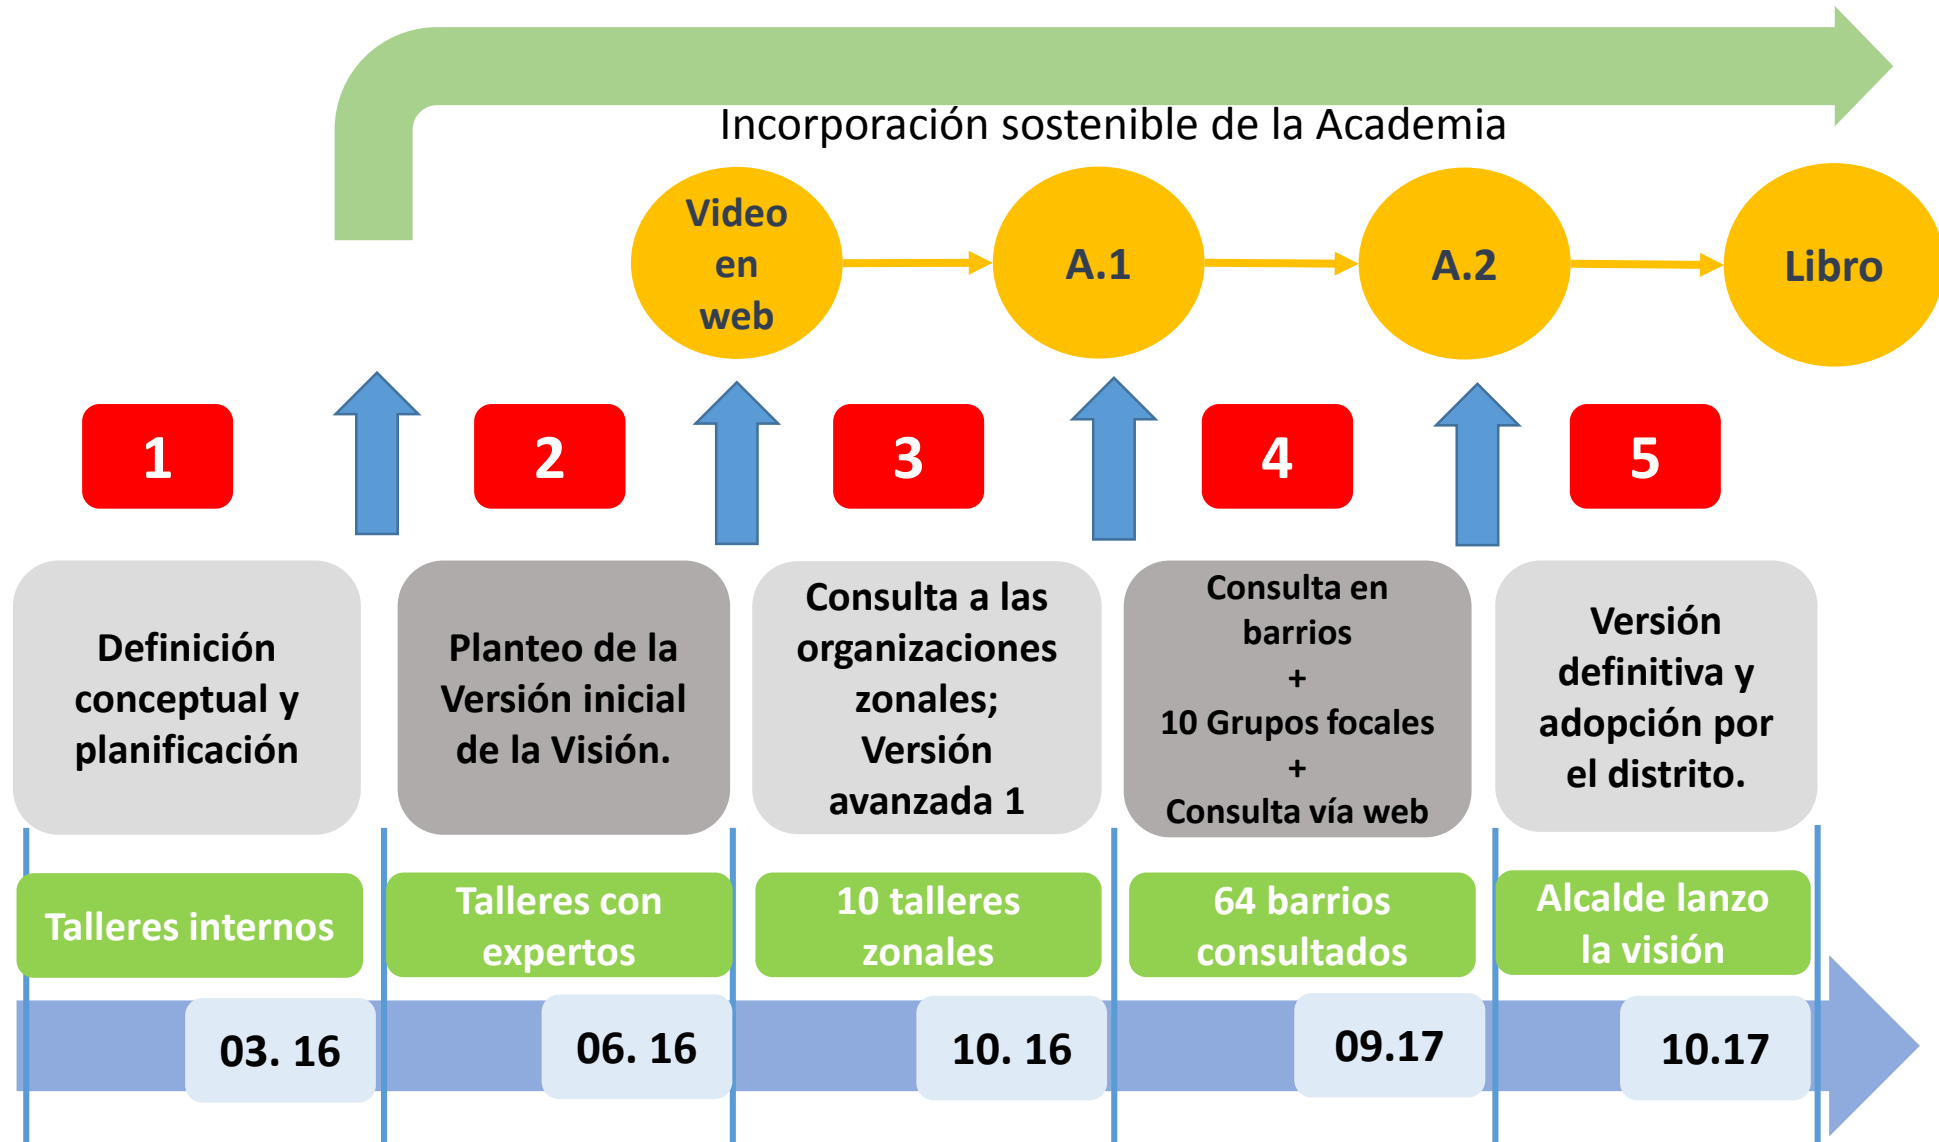 Incorporación sostenible de la Academia
Video
en
web
A.1
A.2
Libro
1
2
3
4
5
Definición
conceptual y
planificación
Planteo de la
Versión inicial
de la Visión.
Consulta a las
organizaciones
zonales;
Versión
avanzada 1
Consulta en
barrios
+
10 Grupos focales
+
Consulta vía web
Versión
definitiva y
adopción por
el distrito.
Talleres internos
Talleres con
expertos
10 talleres
zonales
64 barrios
consultados
Alcalde lanzo
la visión
03. 16
06. 16
10. 16
09.17
10.17